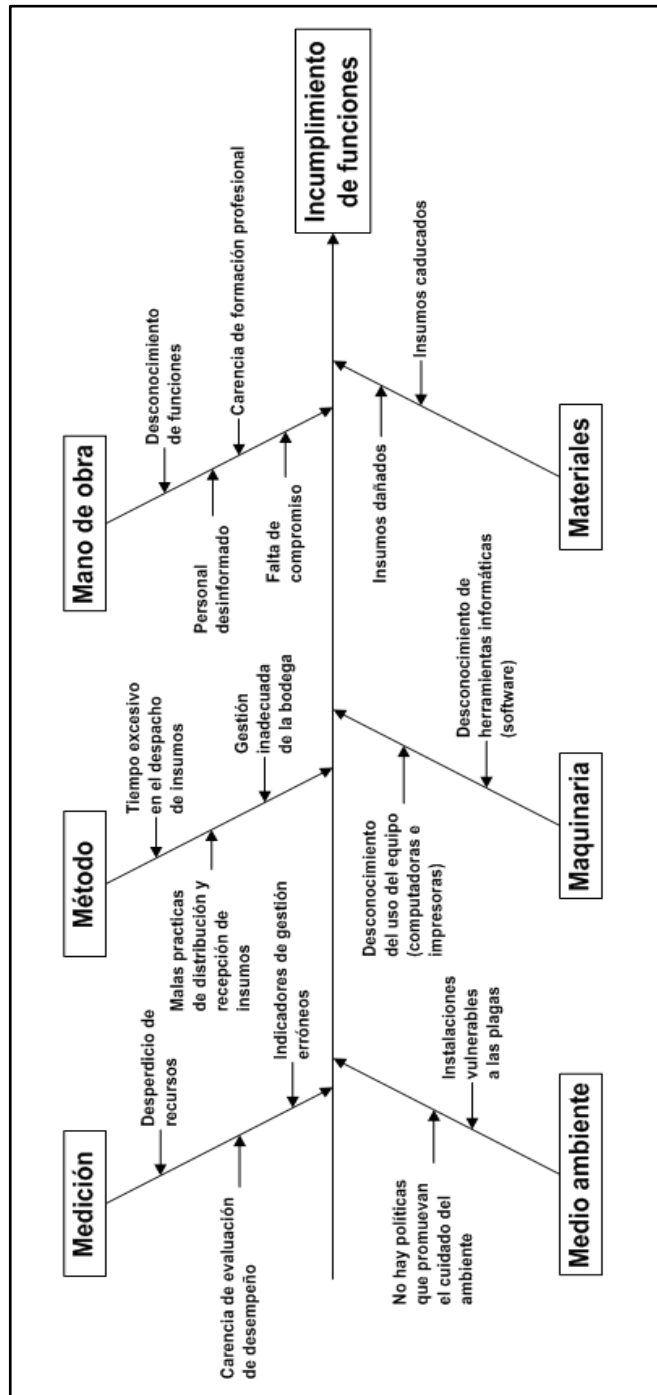 Medición
Desperdicio de
recursos
Carencia de evaluación
de desempeño
Indicadores de gestión
erróneos
Método
Tiempo excesivo
en el despacho
de insumos
Malas practicas
de distribución y
recepción de
insumos
Gestión
inadecuada
de la bodega
Mano de obra
Desconocimiento
de funciones
Personal
desinformado
Carencia de formación profesional
Falta de
compromiso
Incumplimiento
de funciones
Medio ambiente
No hay políticas
que promuevan
el cuidado del
ambiente
Instalaciones
vulnerables
a las plagas
Maquinaria
Desconocimiento
del uso del equipo
(computadoras e
impresoras)
Desconocimiento de
herramientas informáticas
(software)
Materiales
Insumos dañados
Insumos caducados